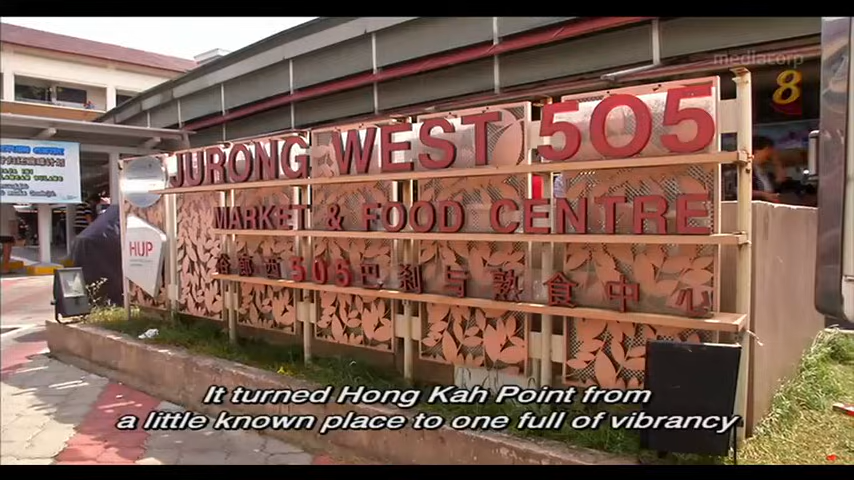 mediacorp
8
JURONG WEST 505
MARKET & FOOD CENTRE
裕廊西505巴刹与熟食中心
HUP
It turned Hong Kah Point from
a little known place to one full of vibrancy